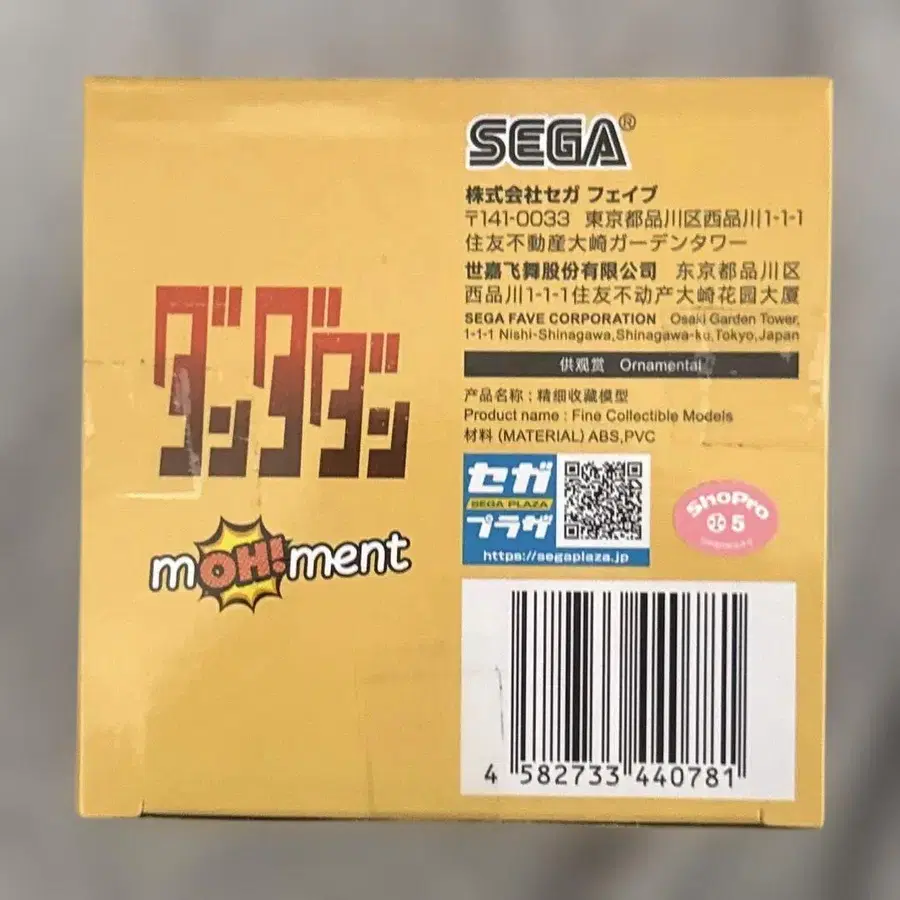 SEGA®
株式会社セガ フェイブ
〒141-0033 東京都品川区西品川1-1-1
住友不動産大崎ガーデンタワー
世嘉飞舞股份有限公司 东京都品川区
西品川1-1-1住友不动产大崎花园大厦
SEGA FAVE CORPORATION Osaki Garden Tower,
1-1-1 Nishi-Shinagawa,Shinagawa-ku,Tokyo,Japan
供观赏 Ornamental
产品名称：精细收藏模型
Product name : Fine Collectible Models
材料 (MATERIAL) ABS,PVC
ダンダダン
mOH!ment
セガ
SEGA PLAZA
プラザ
https://segaplaza.jp
ShoPro
5
4 582733 440781